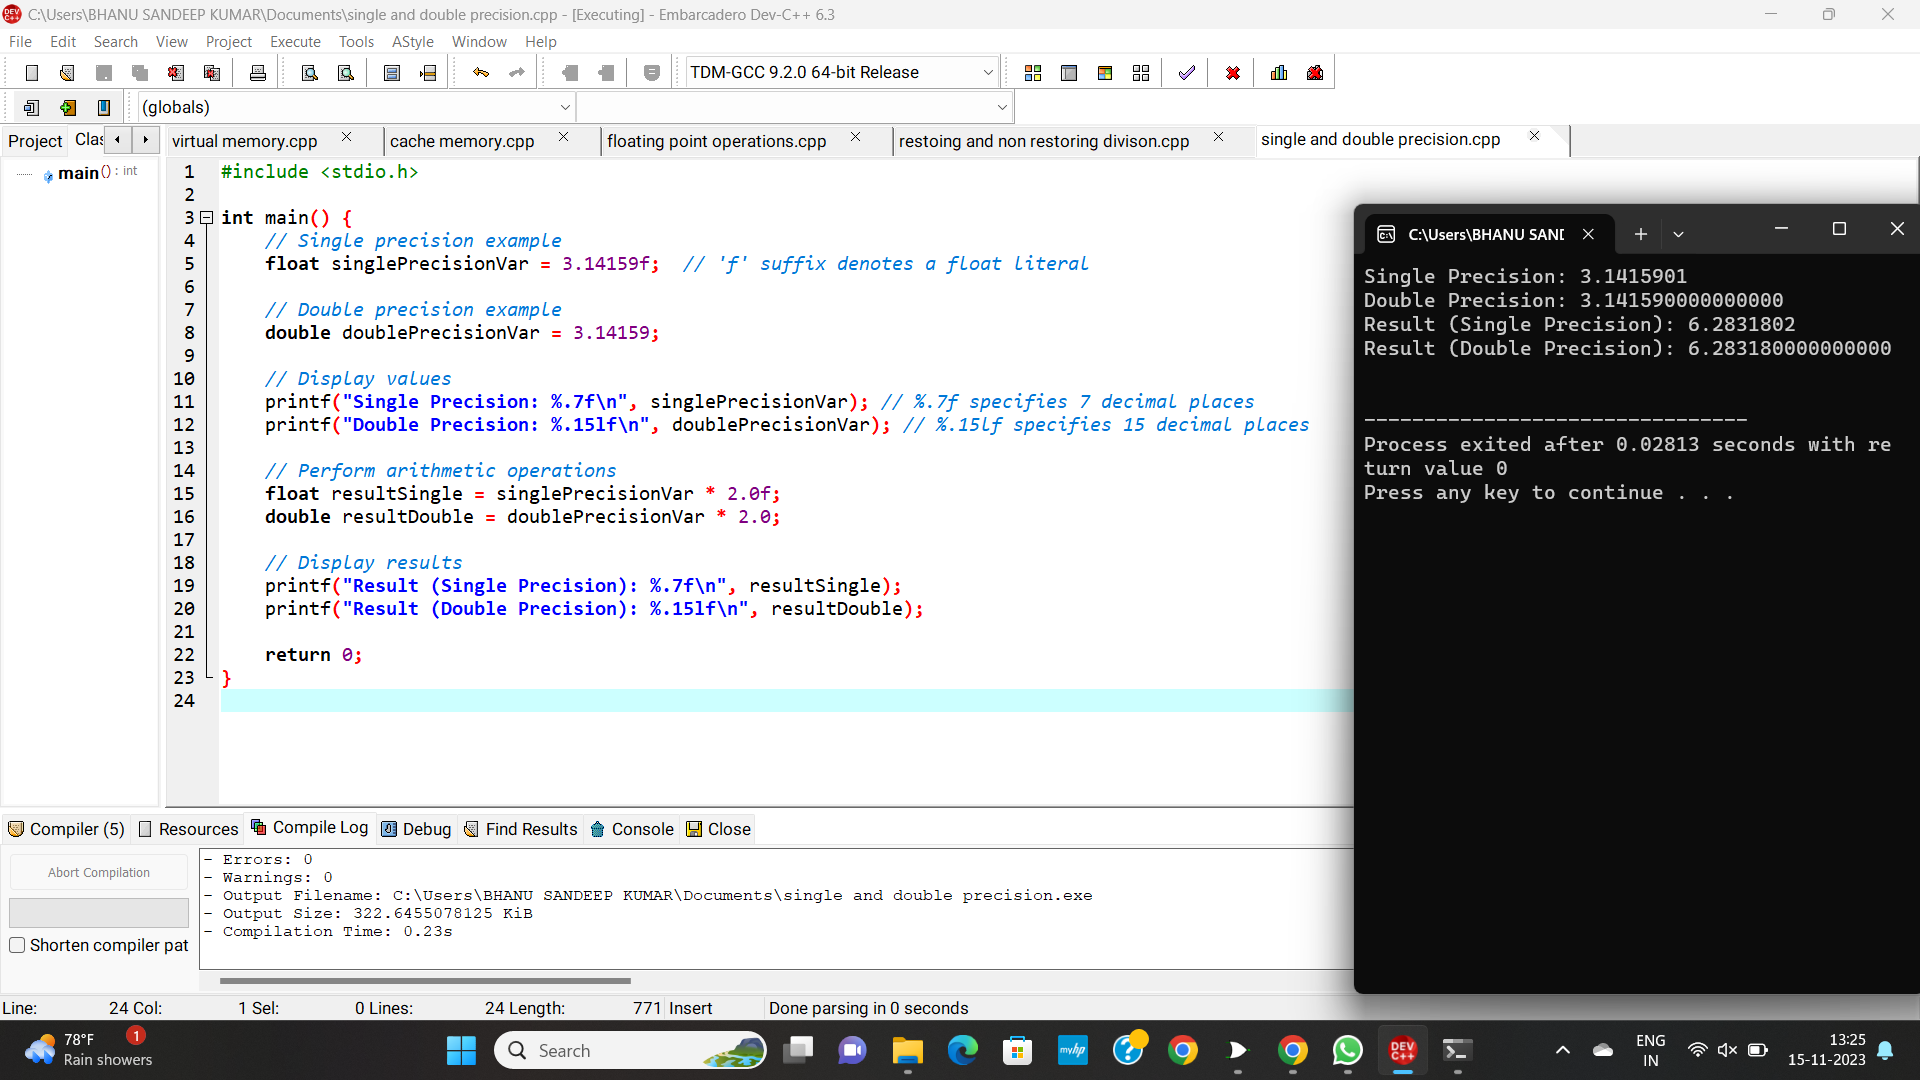 C:\Users\BHANU SANDEEP KUMAR\Documents\single and double precision.cpp - [Executing] - Embarcadero Dev-C++ 6.3
File Edit Search View Project Execute Tools AStyle Window Help
TDM-GCC 9.2.0 64-bit Release
(globals)
Project Clas
virtual memory.cpp cache memory.cpp floating point operations.cpp restoing and non restoring divison.cpp single and double precision.cpp
main() : int
1 #include <stdio.h>
2
3 int main() {
4 // Single precision example
5 float singlePrecisionVar = 3.14159f; // 'f' suffix denotes a float literal
6
7 // Double precision example
8 double doublePrecisionVar = 3.14159;
9
10 // Display values
11 printf("Single Precision: %.7f\n", singlePrecisionVar); // %.7f specifies 7 decimal places
12 printf("Double Precision: %.15lf\n", doublePrecisionVar); // %.15lf specifies 15 decimal places
13
14 // Perform arithmetic operations
15 float resultSingle = singlePrecisionVar * 2.0f;
16 double resultDouble = doublePrecisionVar * 2.0;
17
18 // Display results
19 printf("Result (Single Precision): %.7f\n", resultSingle);
20 printf("Result (Double Precision): %.15lf\n", resultDouble);
21
22 return 0;
23 }
24
C:\Users\BHANU SAND
Single Precision: 3.1415901
Double Precision: 3.141590000000000
Result (Single Precision): 6.2831802
Result (Double Precision): 6.283180000000000
--------------------------------
Process exited after 0.02813 seconds with re
turn value 0
Press any key to continue . . .
Compiler (5) Resources Compile Log Debug Find Results Console Close
Abort Compilation
Shorten compiler pat
- Errors: 0
- Warnings: 0
- Output Filename: C:\Users\BHANU SANDEEP KUMAR\Documents\single and double precision.exe
- Output Size: 322.6455078125 KiB
- Compilation Time: 0.23s
Line: 24 Col: 1 Sel: 0 Lines: 24 Length: 771 Insert Done parsing in 0 seconds
78°F
Rain showers
1
Search
myhp
DEV C++
ENG
IN
13:25
15-11-2023